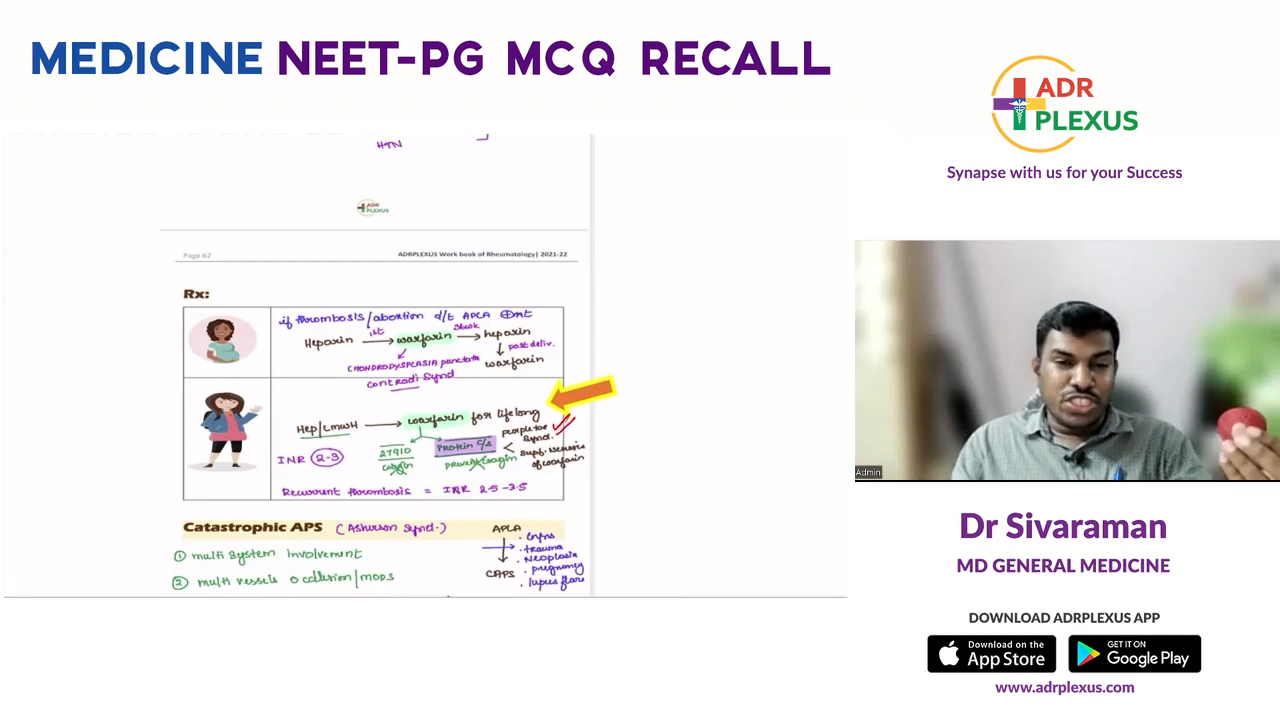 MEDICINE NEET-PG MCQ RECALL
ADR
PLEXUS
Synapse with us for your Success
HTN
ADR
PLEXUS
Page 62
ADRPLEXUS Work book of Rheumatology| 2021-22
Rx:
if thrombosis/abortion d/t APLA ⊕nt
Heparin 1st → warfarin → heparin
↓ post deliv.
CHONDRODYSPLASIA punctata warfarin
Contradi Synd
Hep/LMWH → warfarin for lifelong
purple toe
synd.
2 7 9 10
Protein C/S
INR 2-3
of warfarin
Recurrent thrombosis = INR 2.5-3.5
Catastrophic APS (Asherson Synd.)
① multi system involvement
② multi vessels occlusion/MODS
APLA
↓
CAPS
. trauma
. Neoplasia
. pregnancy
. lupus flare
Admin
Dr Sivaraman
MD GENERAL MEDICINE
DOWNLOAD ADRPLEXUS APP
Download on the
App Store
GET IT ON
Google Play
www.adrplexus.com